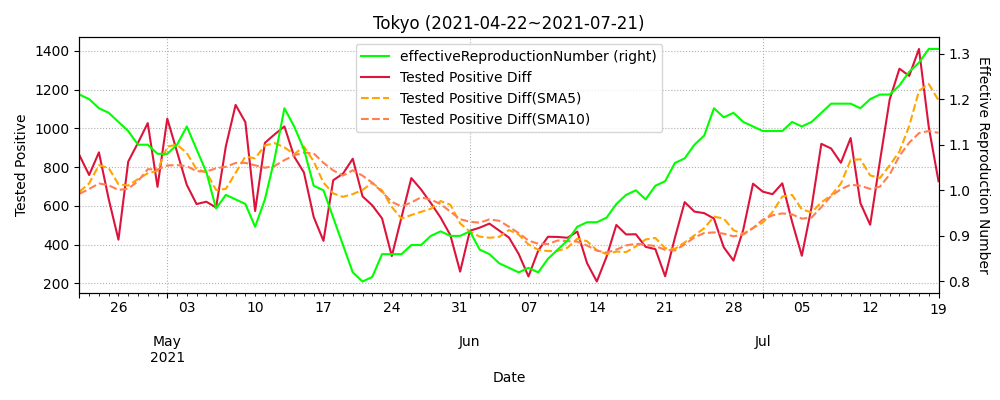 Tokyo (2021-04-22~2021-07-21)
effectiveReproductionNumber (right)
Tested Positive Diff
Tested Positive Diff(SMA5)
Tested Positive Diff(SMA10)
Tested Positive
1400
1200
1000
800
600
400
200
Effective Reproduction Number
1.3
1.2
1.1
1.0
0.9
0.8
26 03 10 17 24 31 07 14 21 28 05 12 19
May Jun Jul
2021
Date